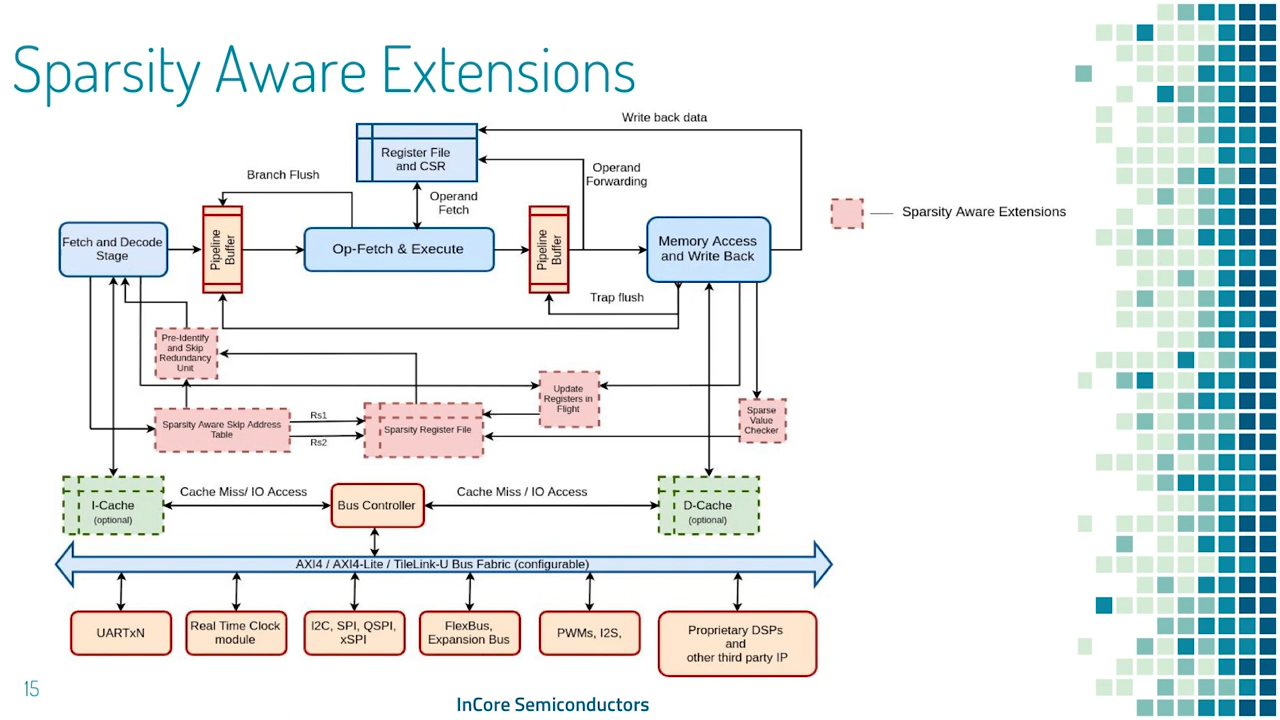 Sparsity Aware Extensions
Write back data
Register File
and CSR
Branch Flush
Operand
Forwarding
Operand
Fetch
Sparsity Aware Extensions
Fetch and Decode
Stage
Pipeline
Buffer
Op-Fetch & Execute
Pipeline
Buffer
Memory Access
and Write Back
Trap flush
Pre-Identify
and Skip
Redundancy
Unit
Update
Registers in
Flight
Sparse
Value
Checker
Sparsity Aware Skip Address
Table
Rs1
Rs2
Sparsity Register File
I-Cache
(optional)
Cache Miss/ IO Access
Bus Controller
Cache Miss / IO Access
D-Cache
(optional)
AXI4 / AXI4-Lite / TileLink-U Bus Fabric (configurable)
UARTxN
Real Time Clock
module
I2C, SPI, QSPI,
xSPI
FlexBus,
Expansion Bus
PWMs, I2S,
Proprietary DSPs
and
other third party IP
15
InCore Semiconductors